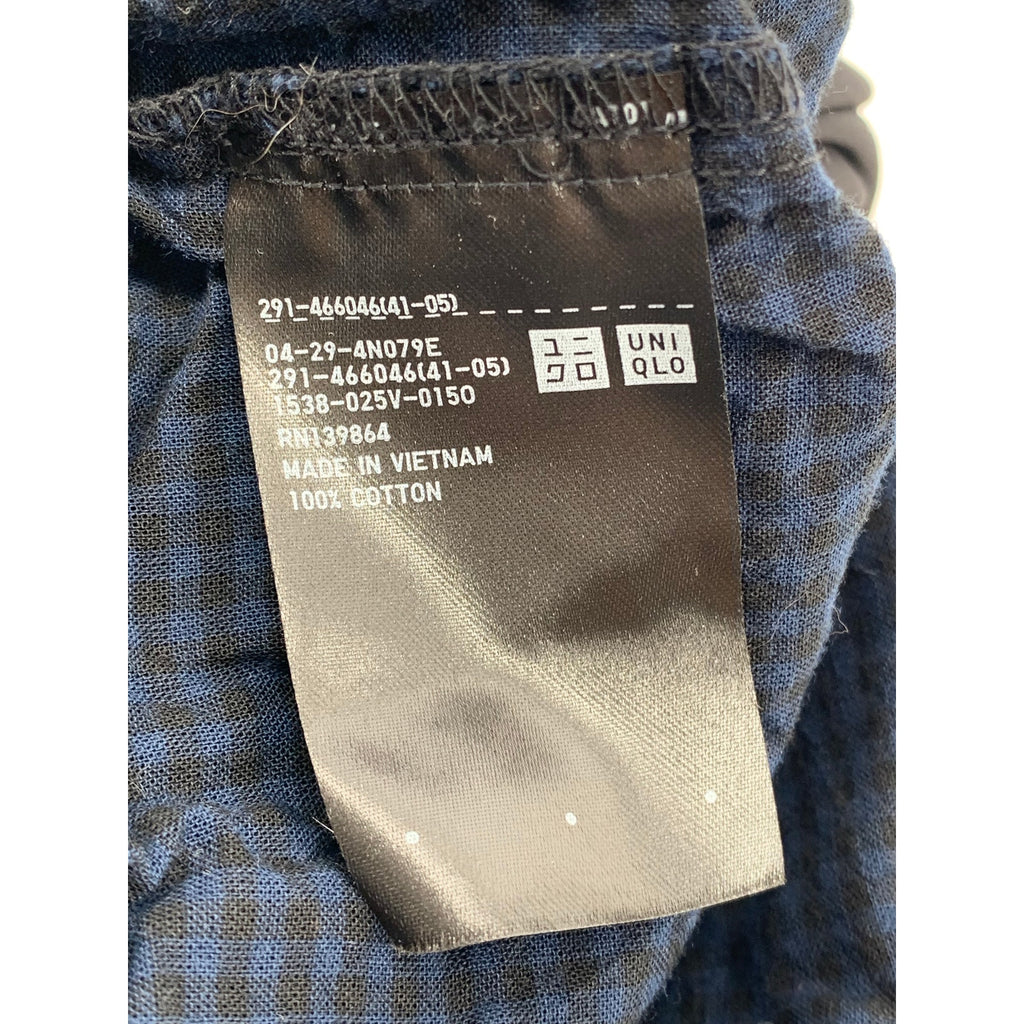 291-466046(41-05)
04-29-4N079E
291-466046(41-05)
1538-025V-0150
RN139864
MADE IN VIETNAM
100% COTTON
ユニ
クロ
UNI
QLO